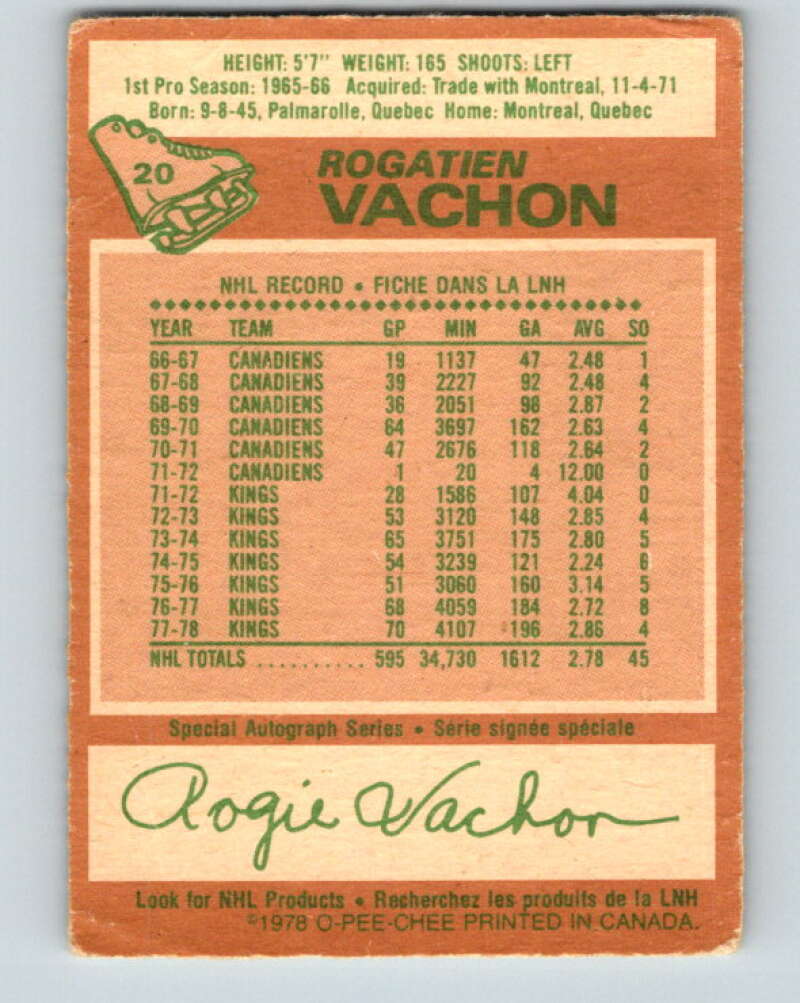 HEIGHT: 5'7" WEIGHT: 165 SHOOTS: LEFT
1st Pro Season: 1965-66 Acquired: Trade with Montreal, 11-4-71
Born: 9-8-45, Palmarolle, Quebec Home: Montreal, Quebec
20
ROGATIEN
VACHON
NHL RECORD • FICHE DANS LA LNH
YEAR TEAM GP MIN GA AVG SO
66-67 CANADIENS 19 1137 47 2.48 1
67-68 CANADIENS 39 2227 92 2.48 4
68-69 CANADIENS 36 2051 98 2.87 2
69-70 CANADIENS 64 3697 162 2.63 4
70-71 CANADIENS 47 2676 118 2.64 2
71-72 CANADIENS 1 20 4 12.00 0
71-72 KINGS 28 1586 107 4.04 0
72-73 KINGS 53 3120 148 2.85 4
73-74 KINGS 65 3751 175 2.80 5
74-75 KINGS 54 3239 121 2.24 6
75-76 KINGS 51 3060 160 3.14 5
76-77 KINGS 68 4059 184 2.72 8
77-78 KINGS 70 4107 196 2.86 4
NHL TOTALS .......... 595 34,730 1612 2.78 45
Special Autograph Series • Série signée spéciale
Rogie Vachon
Look for NHL Products • Recherchez les produits de la LNH
©1978 O-PEE-CHEE PRINTED IN CANADA.